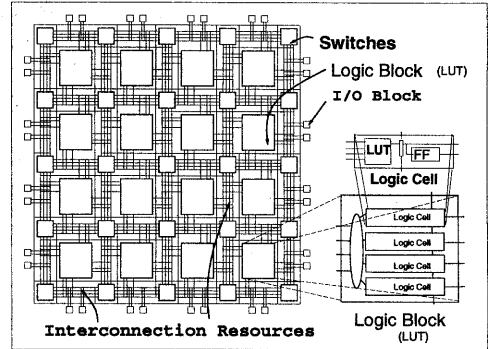 Switches
Logic Block (LUT)
I/O Block
LUT
FF
Logic Cell
Logic Cell
Logic Cell
Logic Cell
Logic Cell
Logic Block
(LUT)
Interconnection Resources